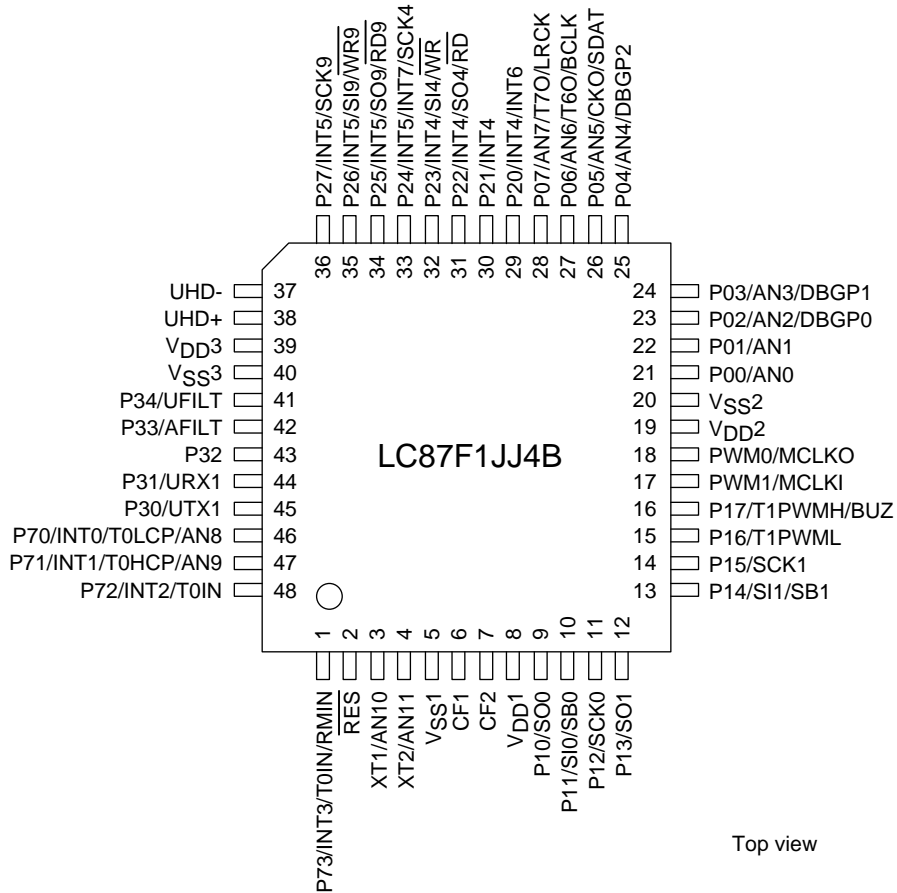 P27/INT5/SCK9
P26/INT5/SI9/WR9
P25/INT5/SO9/RD9
P24/INT5/INT7/SCK4
P23/INT4/SI4/WR
P22/INT4/SO4/RD
P21/INT4
P20/INT4/INT6
P07/AN7/T7O/LRCK
P06/AN6/T6O/BCLK
P05/AN5/CKO/SDAT
P04/AN4/DBGP2
36 35 34 33 32 31 30 29 28 27 26 25
UHD- 37
UHD+ 38
VDD3 39
VSS3 40
P34/UFILT 41
P33/AFILT 42
P32 43
P31/URX1 44
P30/UTX1 45
P70/INT0/T0LCP/AN8 46
P71/INT1/T0HCP/AN9 47
P72/INT2/T0IN 48
LC87F1JJ4B
24 P03/AN3/DBGP1
23 P02/AN2/DBGP0
22 P01/AN1
21 P00/AN0
20 VSS2
19 VDD2
18 PWM0/MCLKO
17 PWM1/MCLKI
16 P17/T1PWMH/BUZ
15 P16/T1PWML
14 P15/SCK1
13 P14/SI1/SB1
1 2 3 4 5 6 7 8 9 10 11 12
P73/INT3/T0IN/RMIN
RES
XT1/AN10
XT2/AN11
VSS1
CF1
CF2
VDD1
P10/SO0
P11/SI0/SB0
P12/SCK0
P13/SO1
Top view